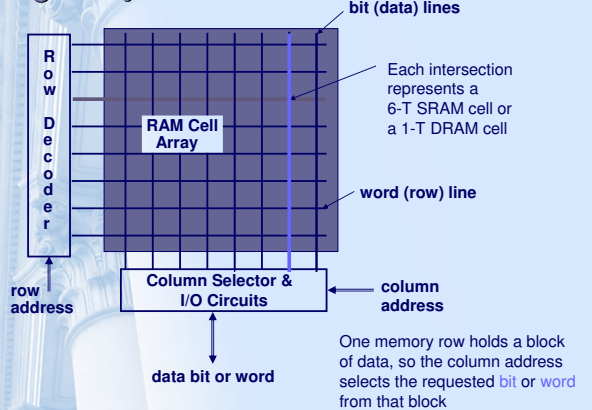 bit (data) lines
Row Decoder
Each intersection
represents a
6-T SRAM cell or
a 1-T DRAM cell
RAM Cell
Array
word (row) line
row
address
Column Selector &
I/O Circuits
column
address
data bit or word
One memory row holds a block
of data, so the column address
selects the requested bit or word
from that block